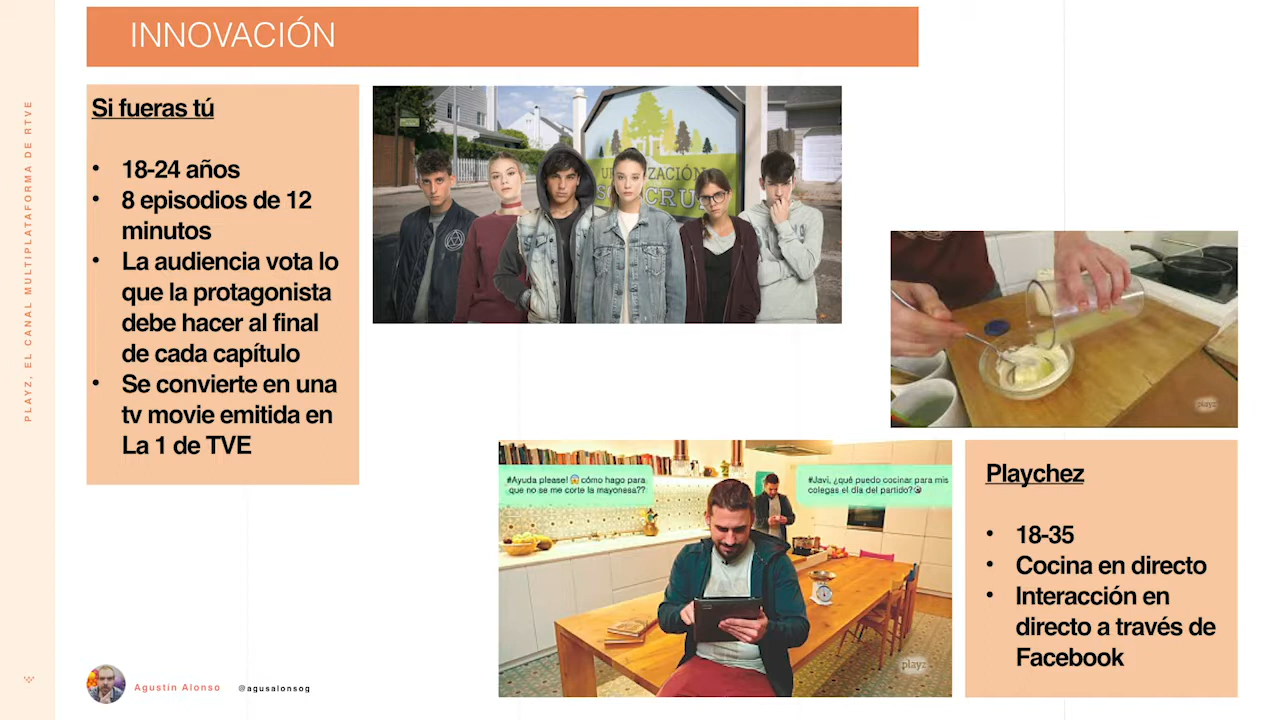 INNOVACIÓN
PLAYZ, EL CANAL MULTIPLATAFORMA DE RTVE
Si fueras tú
• 18-24 años
• 8 episodios de 12
minutos
• La audiencia vota lo
que la protagonista
debe hacer al final
de cada capítulo
• Se convierte en una
tv movie emitida en
La 1 de TVE
playz
#Ayuda please! 😱 cómo hago para
que no se me corte la mayonesa??
#Javi, ¿qué puedo cocinar para mis
colegas el día del partido?
playz
Playchez
• 18-35
• Cocina en directo
• Interacción en
directo a través de
Facebook
Agustín Alonso @agusalonsog